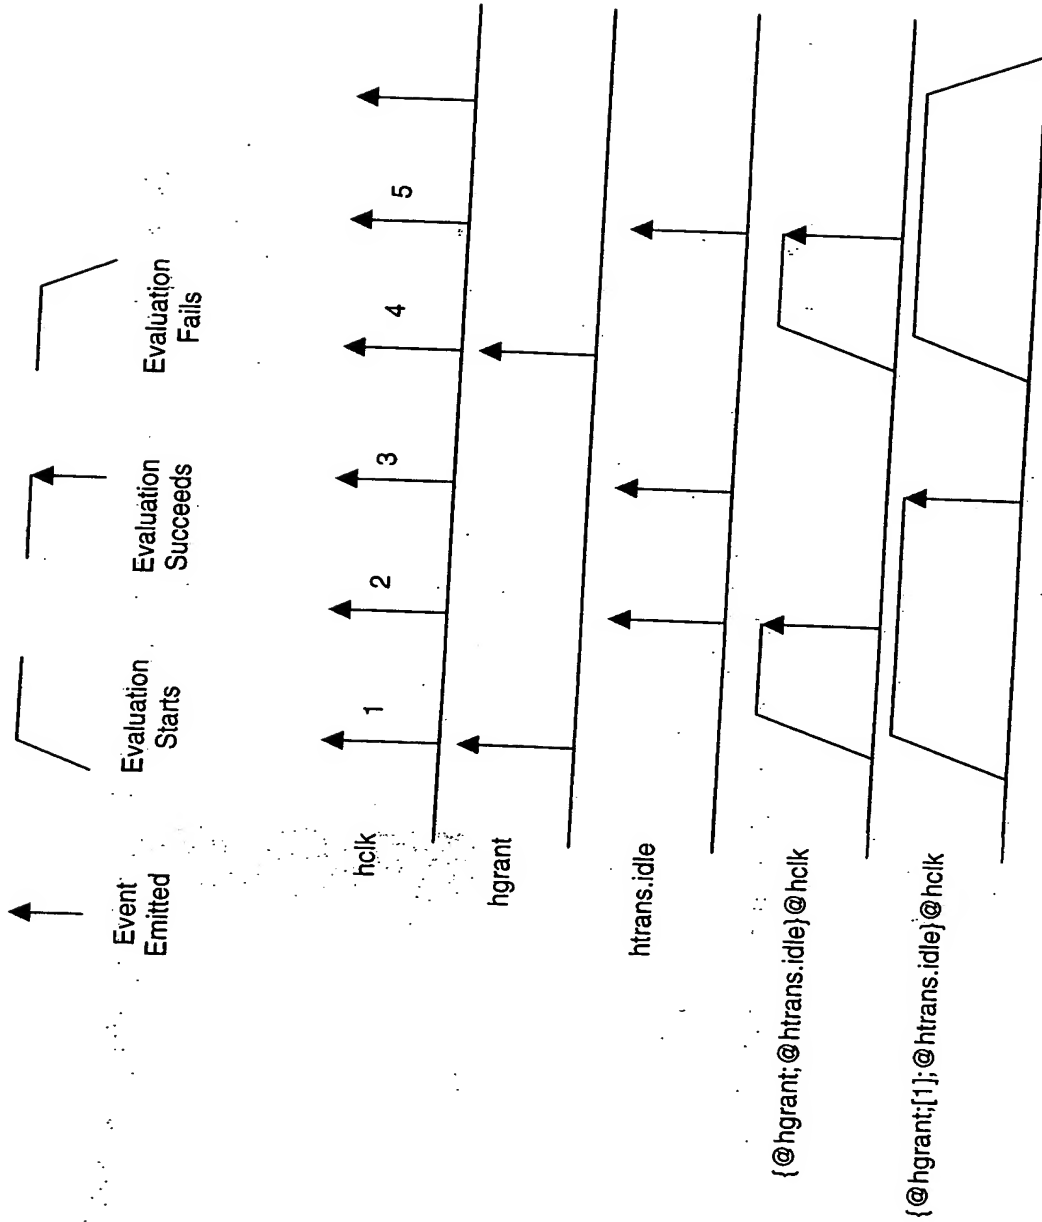 Event
Emitted
Evaluation
Starts
Evaluation
Succeeds
Evaluation
Fails
hclk
1
2
3
4
5
hgrant
htrans.idle
{@hgrant;@htrans.idle}@hclk
{@hgrant;[1];@htrans.idle}@hclk